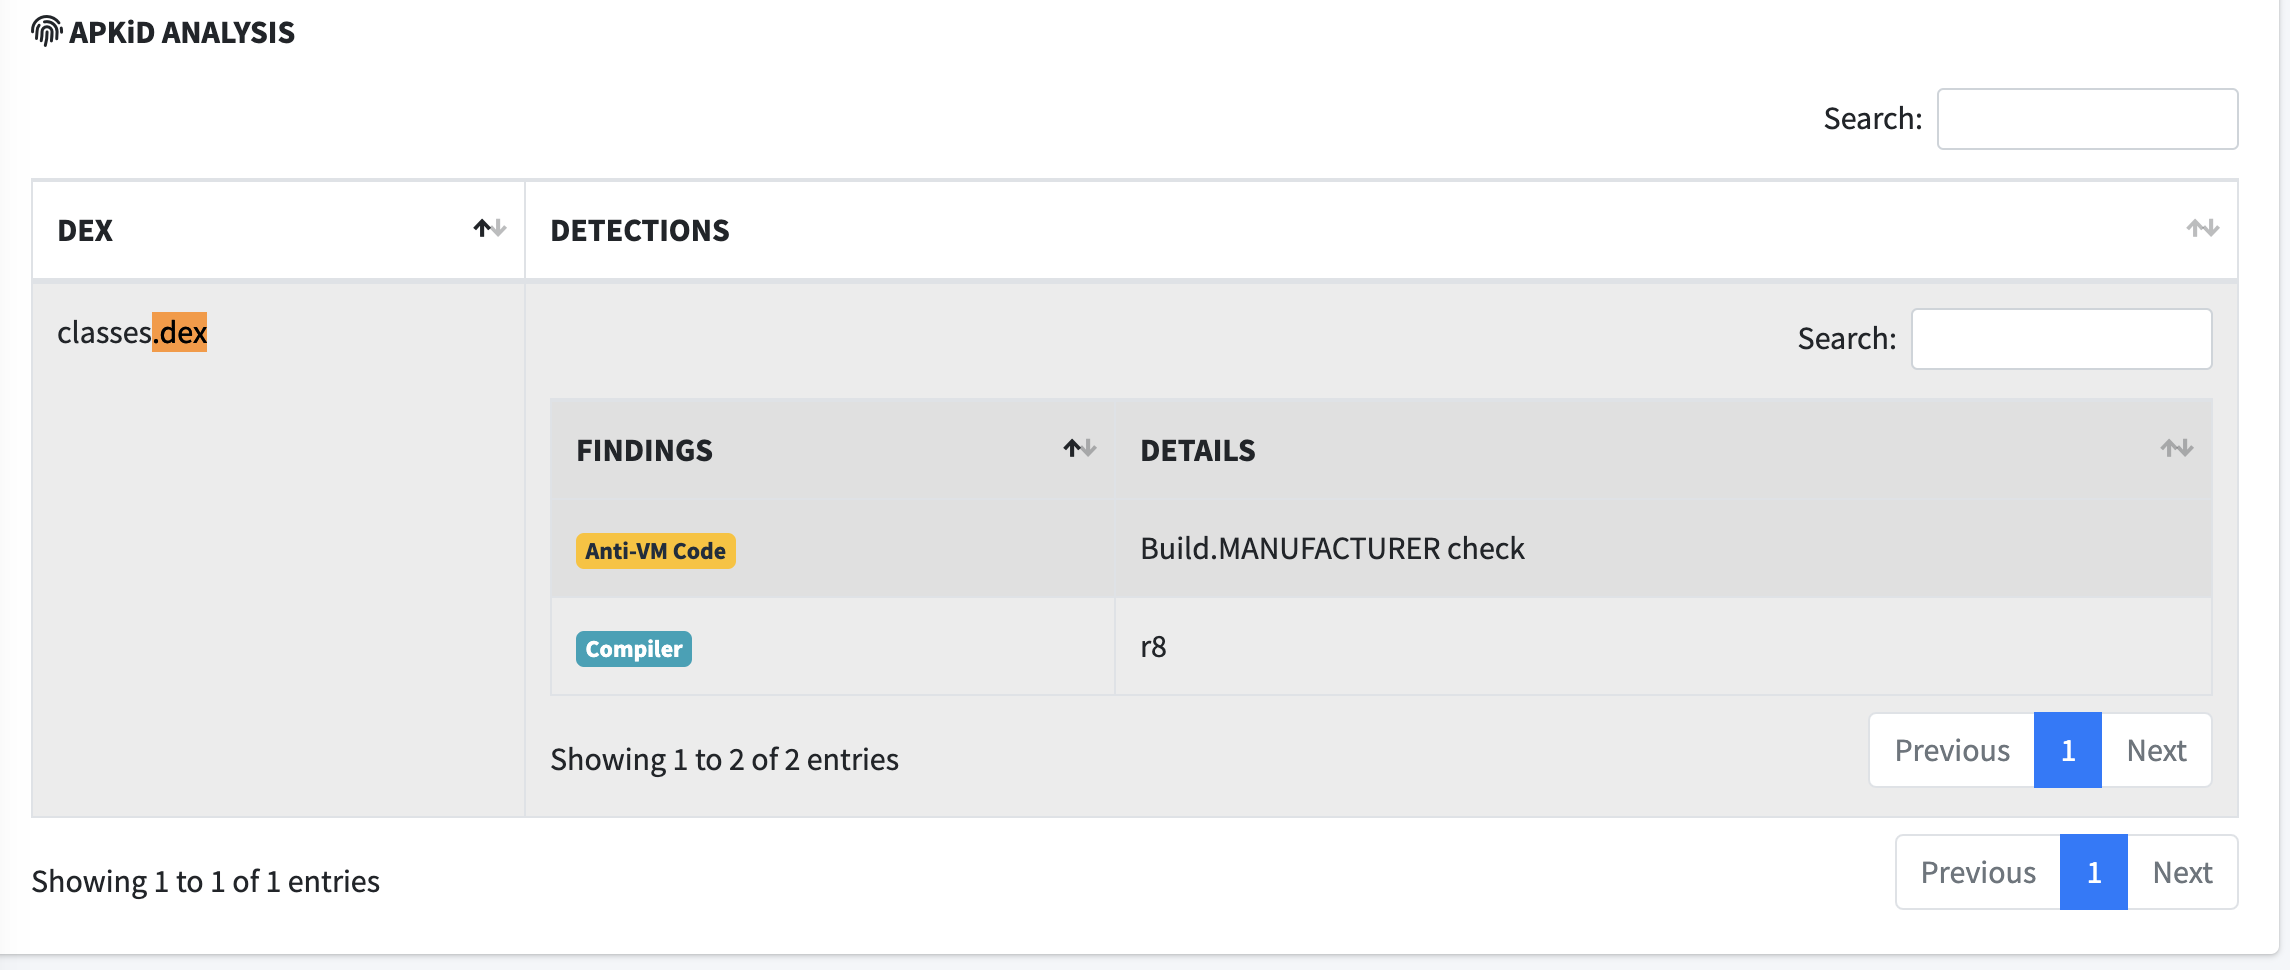 APKiD ANALYSIS
Search:
DEX DETECTIONS
classes.dex
Search:
FINDINGS DETAILS
Anti-VM Code Build.MANUFACTURER check
Compiler r8
Showing 1 to 2 of 2 entries Previous 1 Next
Showing 1 to 1 of 1 entries Previous 1 Next